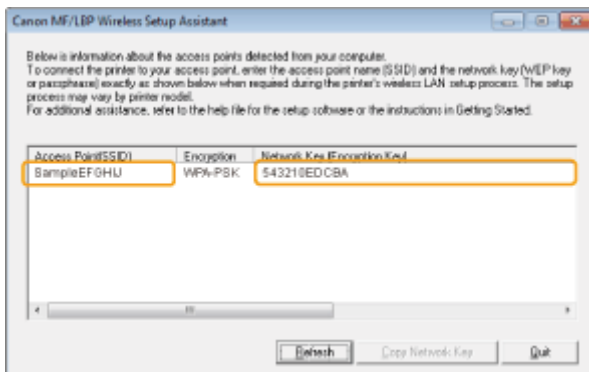 Canon MF/LBP Wireless Setup Assistant
Below is information about the access points detected from your computer.
To connect the printer to your access point, enter the access point name (SSID) and the network key (WEP key
or passphrase) exactly as shown below when required during the printer's wireless LAN setup process. The setup
process may vary by printer model.
For additional assistance, refer to the help file for the setup software or the instructions in Getting Started.
Access Point(SSID) Encryption Network Key (Encryption Key)
SampleEFGHIJ WPA-PSK 543210EDCBA
Refresh Copy Network Key Quit